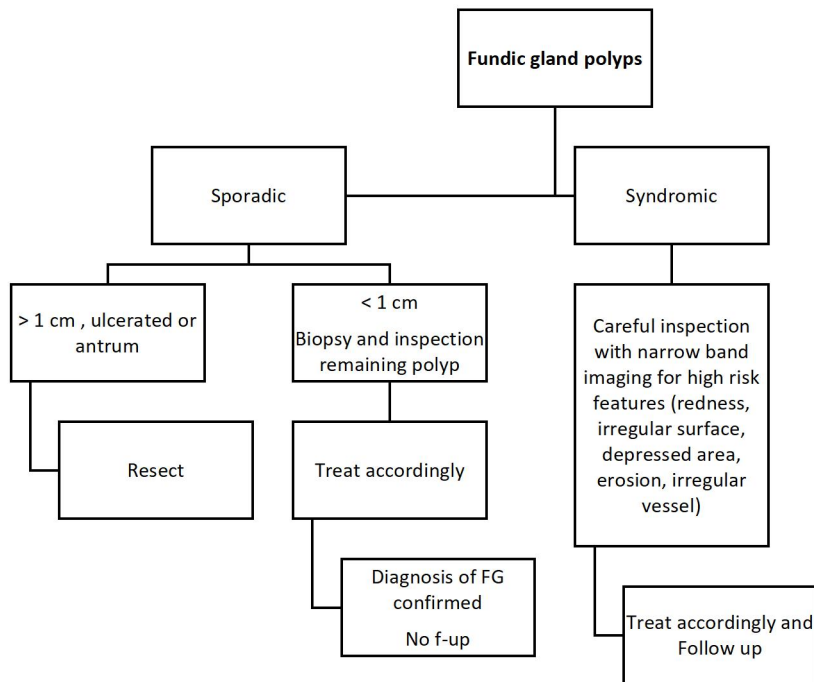 Fundic gland polyps
Sporadic
Syndromic
> 1 cm , ulcerated or
antrum
< 1 cm
Biopsy and inspection
remaining polyp
Careful inspection
with narrow band
imaging for high risk
features (redness,
irregular surface,
depressed area,
erosion, irregular
vessel)
Resect
Treat accordingly
Diagnosis of FG
confirmed
No f-up
Treat accordingly and
Follow up